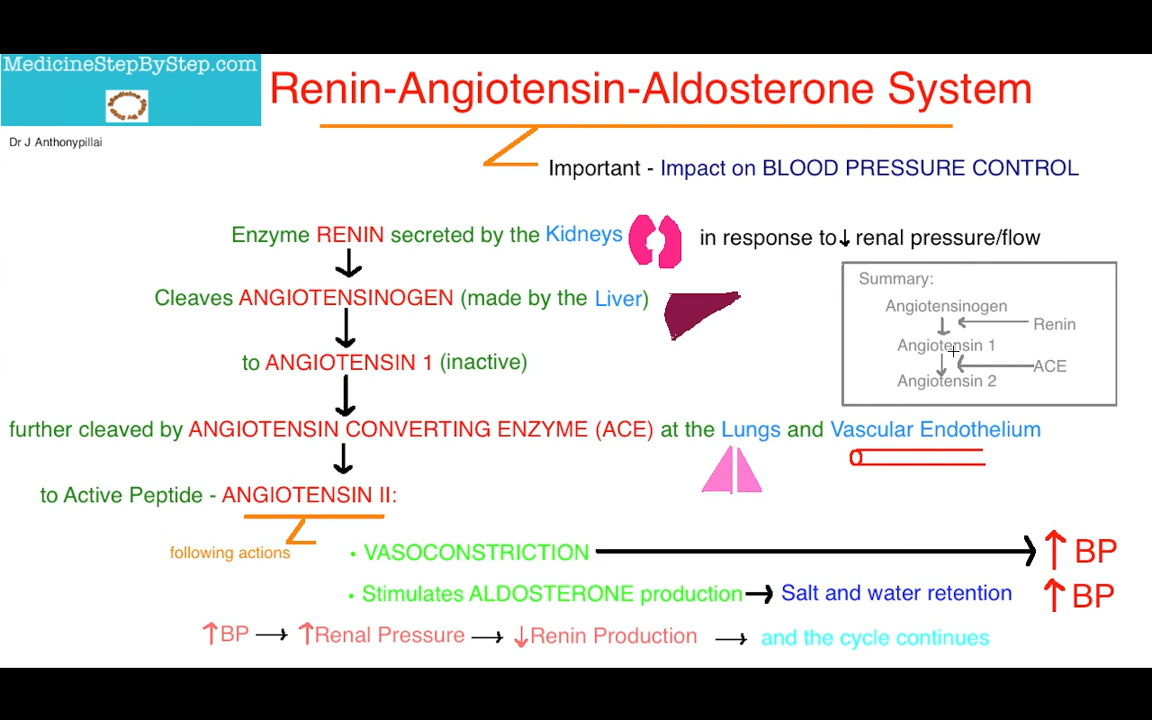 MedicineStepByStep.com
Renin-Angiotensin-Aldosterone System
Dr J Anthonypillai
Important - Impact on BLOOD PRESSURE CONTROL
Enzyme RENIN secreted by the Kidneys in response to ↓ renal pressure/flow
Cleaves ANGIOTENSINOGEN (made by the Liver)
to ANGIOTENSIN 1 (inactive)
Summary:
Angiotensinogen
Renin
Angiotensin 1
ACE
Angiotensin 2
further cleaved by ANGIOTENSIN CONVERTING ENZYME (ACE) at the Lungs and Vascular Endothelium
to Active Peptide - ANGIOTENSIN II:
following actions
• VASOCONSTRICTION → ↑ BP
• Stimulates ALDOSTERONE production → Salt and water retention ↑ BP
↑BP → ↑Renal Pressure → ↓Renin Production → and the cycle continues